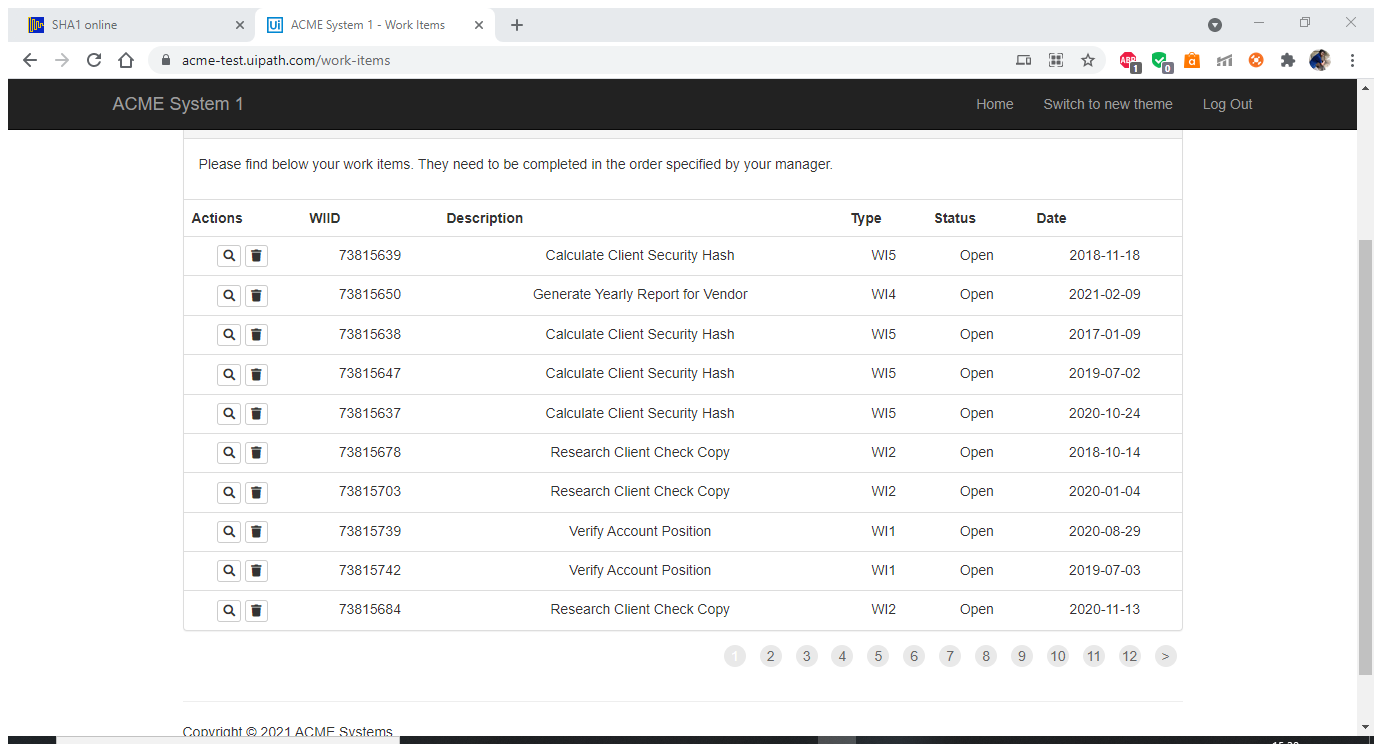 SHA1 online
ACME System 1 - Work Items
acme-test.uipath.com/work-items
ABP 1 0 a
ACME System 1 Home Switch to new theme Log Out
Please find below your work items. They need to be completed in the order specified by your manager.
Actions WIID Description Type Status Date
73815639 Calculate Client Security Hash WI5 Open 2018-11-18
73815650 Generate Yearly Report for Vendor WI4 Open 2021-02-09
73815638 Calculate Client Security Hash WI5 Open 2017-01-09
73815647 Calculate Client Security Hash WI5 Open 2019-07-02
73815637 Calculate Client Security Hash WI5 Open 2020-10-24
73815678 Research Client Check Copy WI2 Open 2018-10-14
73815703 Research Client Check Copy WI2 Open 2020-01-04
73815739 Verify Account Position WI1 Open 2020-08-29
73815742 Verify Account Position WI1 Open 2019-07-03
73815684 Research Client Check Copy WI2 Open 2020-11-13
1 2 3 4 5 6 7 8 9 10 11 12 >
Copyright © 2021 ACME Systems